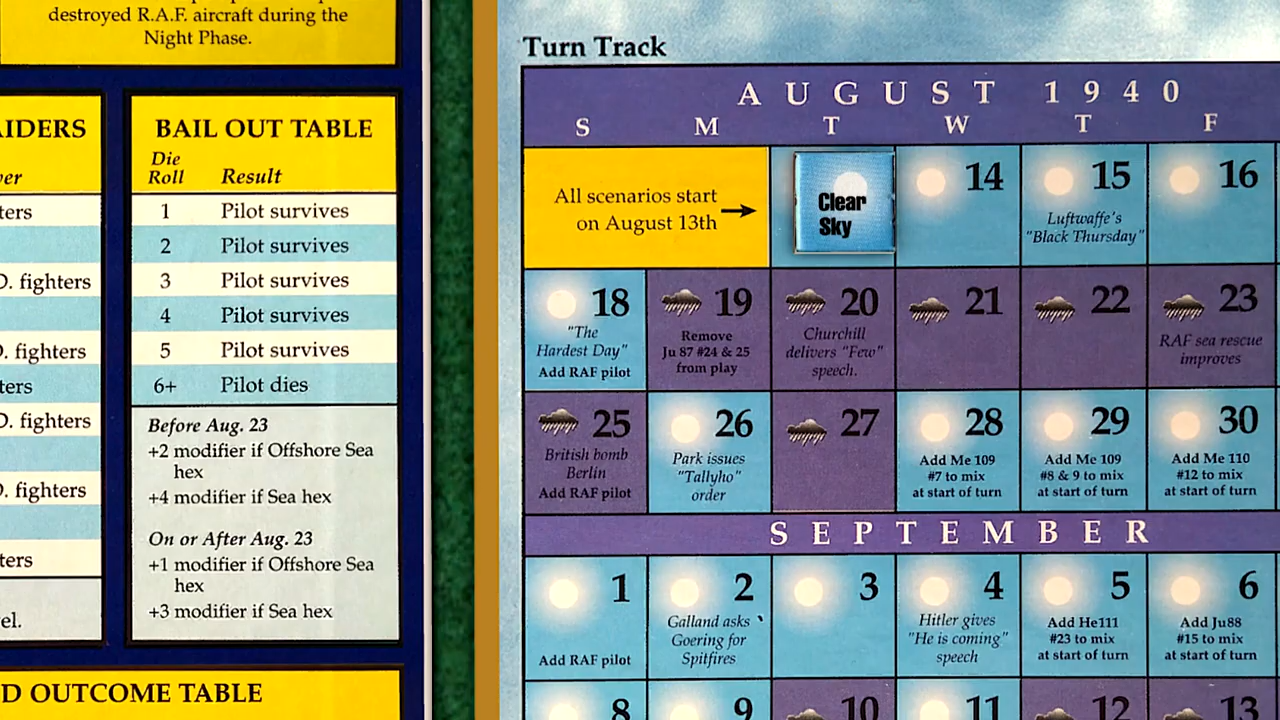 destroyed R.A.F. aircraft during the
Night Phase.
AIDERS
ver
ters
D. fighters
D. fighters
ters
D. fighters
D. fighters
ters
el.
BAIL OUT TABLE
Die
Roll Result
1 Pilot survives
2 Pilot survives
3 Pilot survives
4 Pilot survives
5 Pilot survives
6+ Pilot dies
Before Aug. 23
+2 modifier if Offshore Sea
hex
+4 modifier if Sea hex
On or After Aug. 23
+1 modifier if Offshore Sea
hex
+3 modifier if Sea hex
D OUTCOME TABLE
Turn Track
AUGUST 1940
S M T W T F
All scenarios start
on August 13th
Clear
Sky
14
15
Luftwaffe's
"Black Thursday"
16
18
"The
Hardest Day"
Add RAF pilot
19
Remove
Ju 87 #24 & 25
from play
20
Churchill
delivers "Few"
speech.
21
22
23
RAF sea rescue
improves
25
British bomb
Berlin
Add RAF pilot
26
Park issues
"Tallyho"
order
27
28
Add Me 109
#7 to mix
at start of turn
29
Add Me 109
#8 & 9 to mix
at start of turn
30
Add Me 110
#12 to mix
at start of turn
SEPTEMBER
1
Add RAF pilot
2
Galland asks
Goering for
Spitfires
3
4
Hitler gives
"He is coming"
speech
5
Add He111
#23 to mix
at start of turn
6
Add Ju88
#15 to mix
at start of turn
8
9
10
11
12
13